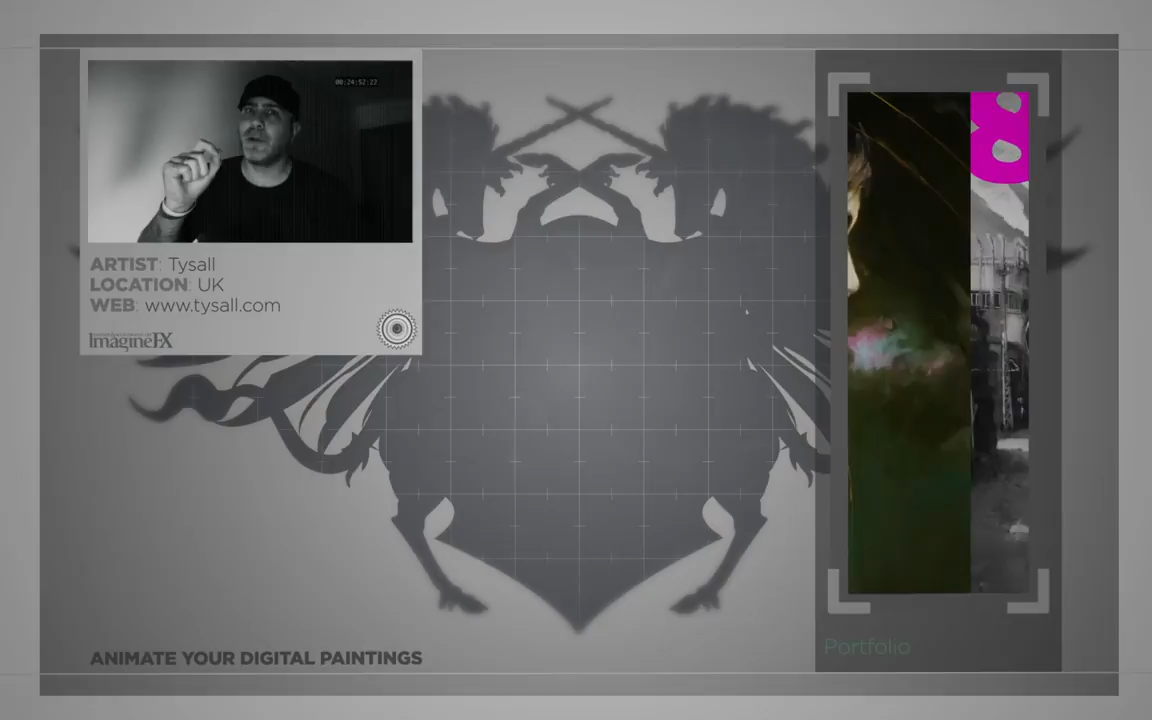 00:24:52:22
ARTIST: Tysall
LOCATION: UK
WEB: www.tysall.com
ImagineFX
Portfolio
ANIMATE YOUR DIGITAL PAINTINGS